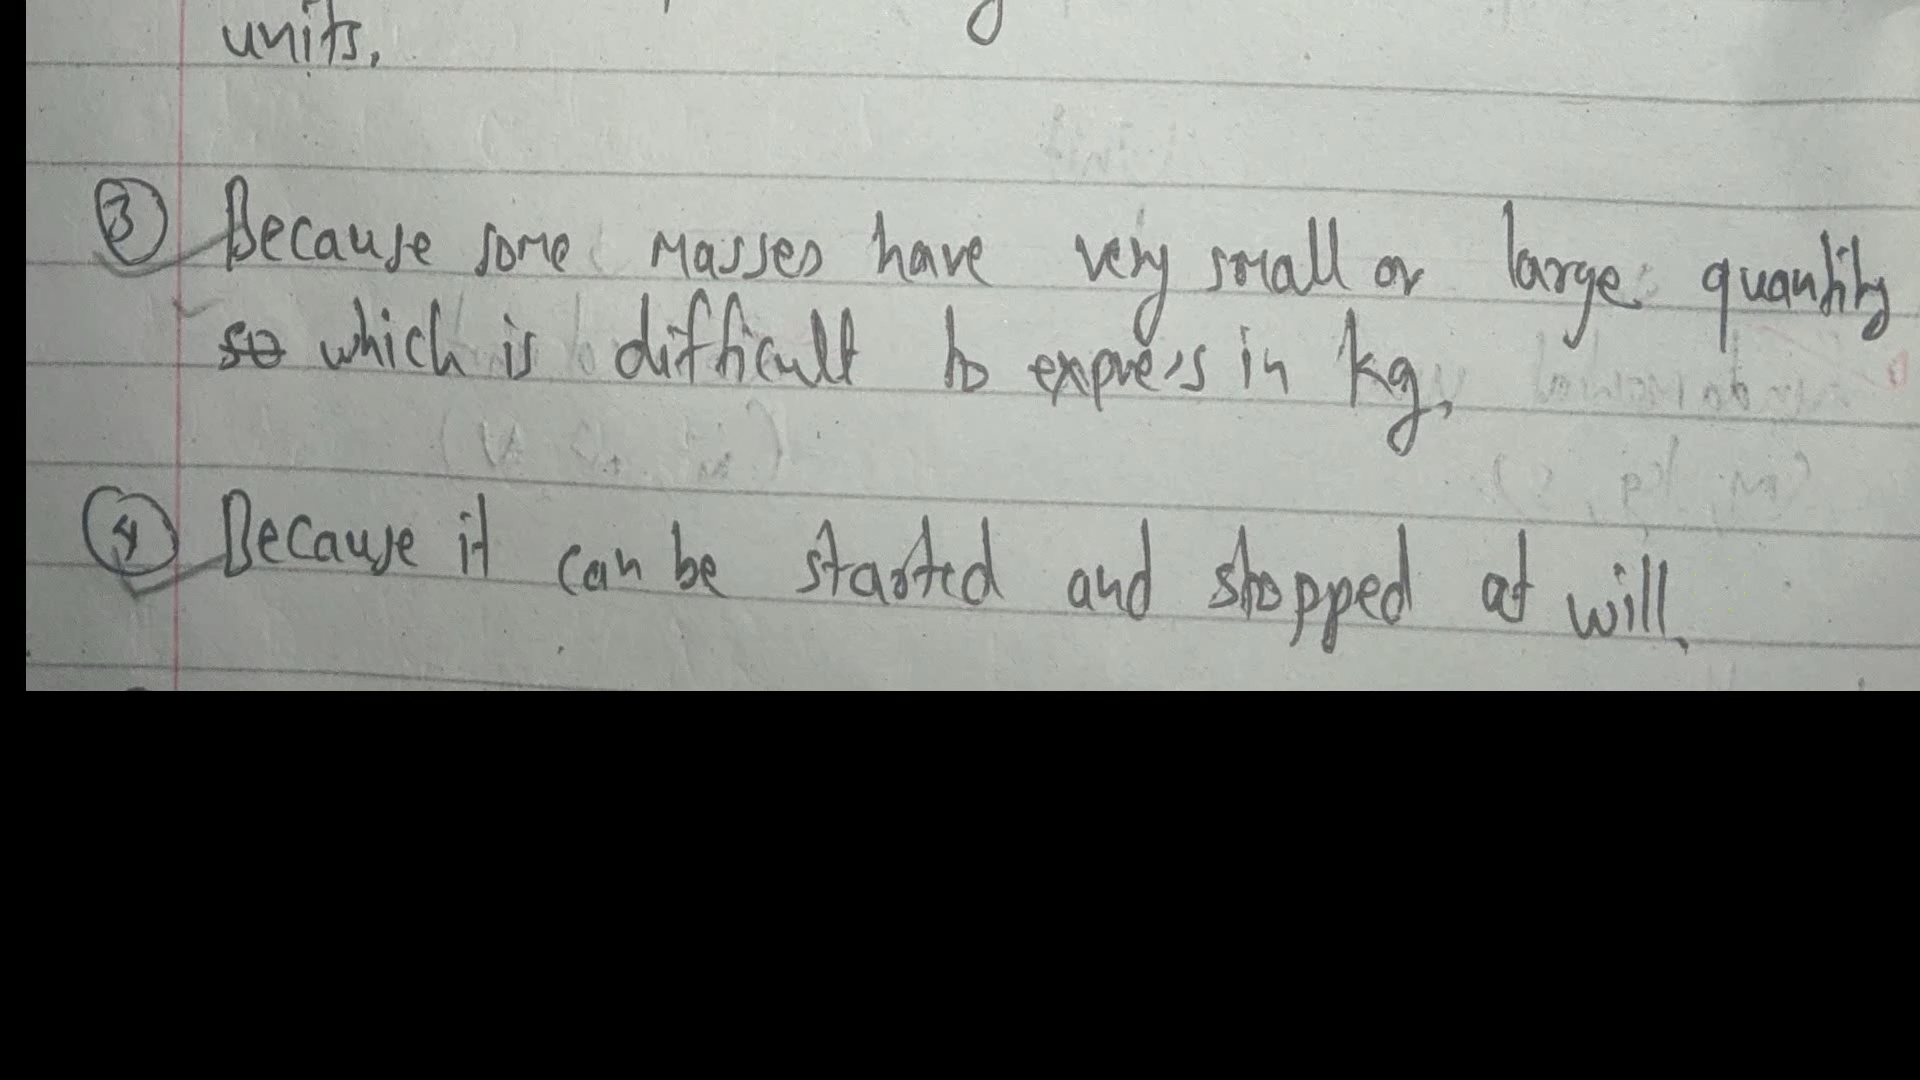 units.
③ Because some masses have very small or large quantity
so which is difficult to express in kg.
④ Because it can be started and stopped at will.